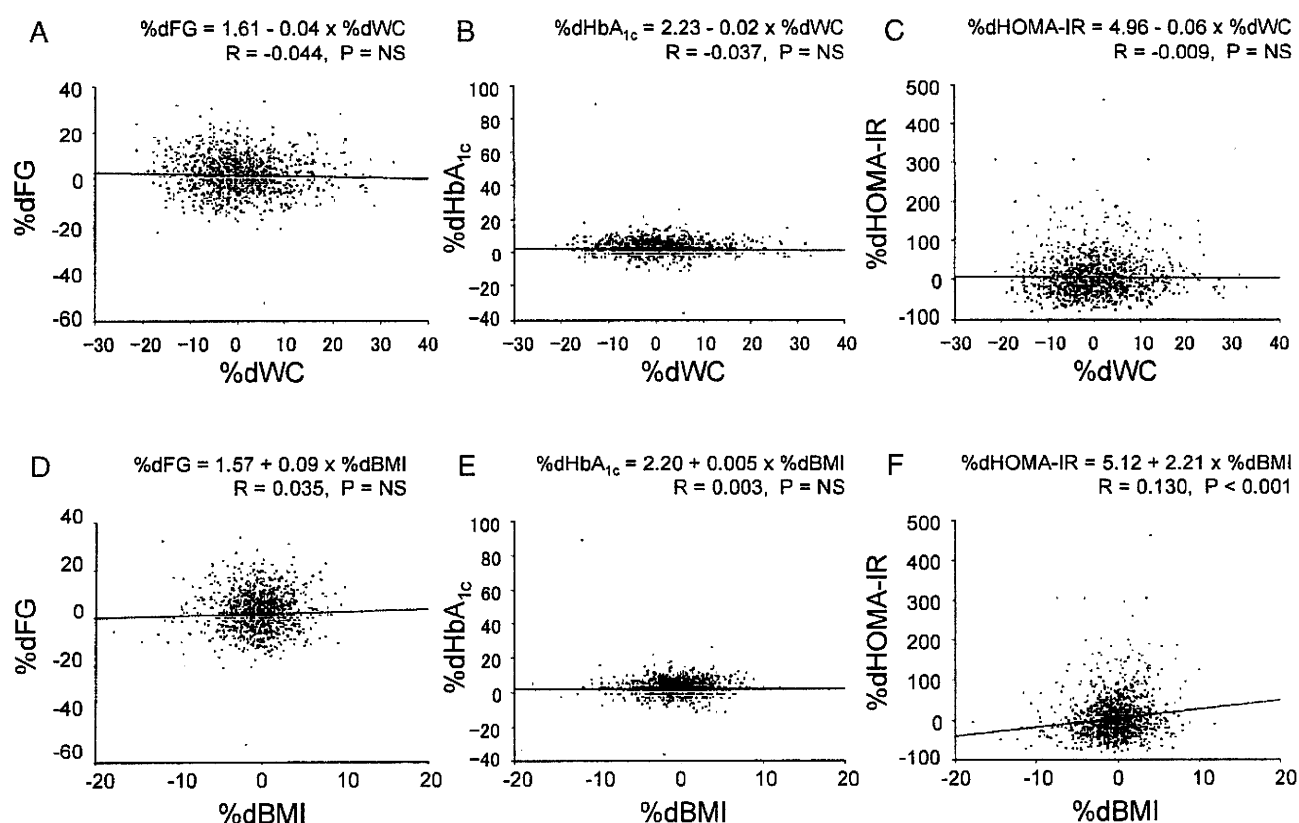 A
%dFG = 1.61 - 0.04 x %dWC
R = -0.044, P = NS
40
20
0
-20
-40
-60
%dFG
-30 -20 -10 0 10 20 30 40
%dWC
B
%dHbA1c = 2.23 - 0.02 x %dWC
R = -0.037, P = NS
100
80
60
40
20
0
-20
-40
%dHbA1c
-30 -20 -10 0 10 20 30 40
%dWC
C
%dHOMA-IR = 4.96 - 0.06 x %dWC
R = -0.009, P = NS
500
400
300
200
100
0
-100
%dHOMA-IR
-30 -20 -10 0 10 20 30 40
%dWC
D
%dFG = 1.57 + 0.09 x %dBMI
R = 0.035, P = NS
40
20
0
-20
-40
-60
%dFG
-20 -10 0 10 20
%dBMI
E
%dHbA1c = 2.20 + 0.005 x %dBMI
R = 0.003, P = NS
100
80
60
40
20
0
-20
-40
%dHbA1c
-20 -10 0 10 20
%dBMI
F
%dHOMA-IR = 5.12 + 2.21 x %dBMI
R = 0.130, P < 0.001
500
400
300
200
100
0
-100
%dHOMA-IR
-20 -10 0 10 20
%dBMI